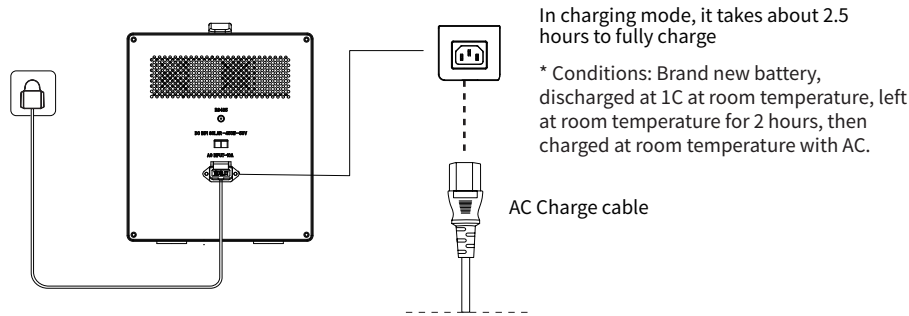 In charging mode, it takes about 2.5
hours to fully charge
* Conditions: Brand new battery,
discharged at 1C at room temperature, left
at room temperature for 2 hours, then
charged at room temperature with AC.
AC Charge cable